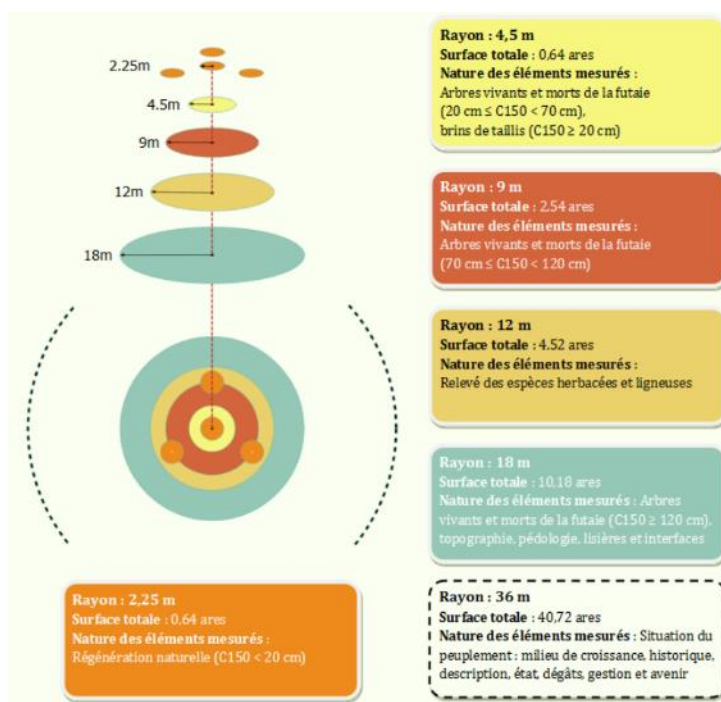 2.25m
4.5m
9m
12m
18m
Rayon : 4,5 m
Surface totale : 0,64 ares
Nature des éléments mesurés :
Arbres vivants et morts de la futaie
(20 cm ≤ C150 < 70 cm),
brins de taillis (C150 ≥ 20 cm)
Rayon : 9 m
Surface totale : 2,54 ares
Nature des éléments mesurés :
Arbres vivants et morts de la futaie
(70 cm ≤ C150 < 120 cm)
Rayon : 12 m
Surface totale : 4.52 ares
Nature des éléments mesurés :
Relevé des espèces herbacées et ligneuses
Rayon : 18 m
Surface totale : 10,18 ares
Nature des éléments mesurés : Arbres
vivants et morts de la futaie (C150 ≥ 120 cm),
topographie, pédologie, lisières et interfaces
Rayon : 2,25 m
Surface totale : 0,64 ares
Nature des éléments mesurés :
Régénération naturelle (C150 < 20 cm)
Rayon : 36 m
Surface totale : 40,72 ares
Nature des éléments mesurés : Situation du
peuplement : milieu de croissance, historique,
description, état, dégâts, gestion et avenir